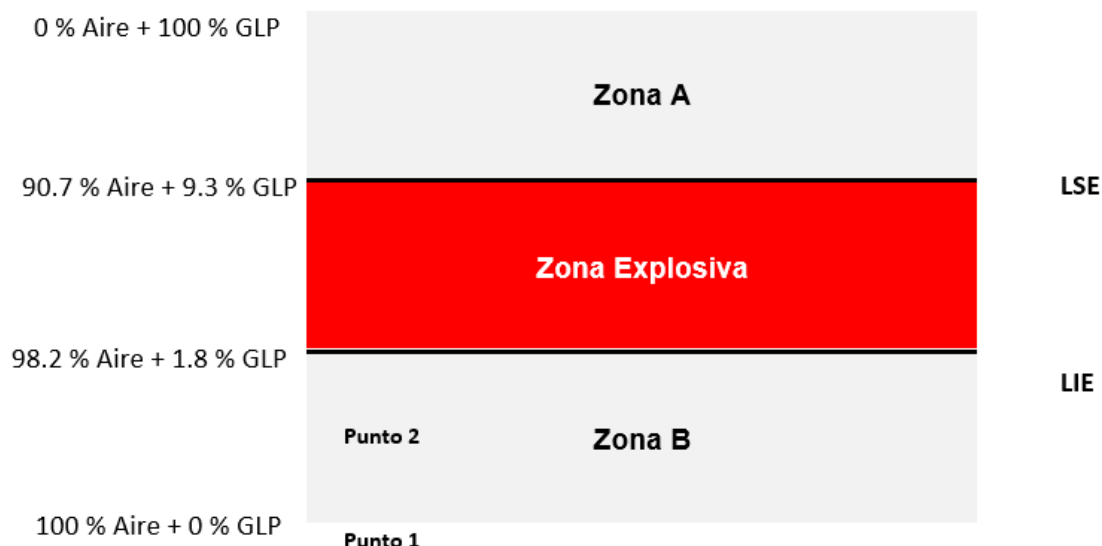 0 % Aire + 100 % GLP
Zona A
90.7 % Aire + 9.3 % GLP
LSE
Zona Explosiva
98.2 % Aire + 1.8 % GLP
LIE
Punto 2
Zona B
100 % Aire + 0 % GLP
Punto 1